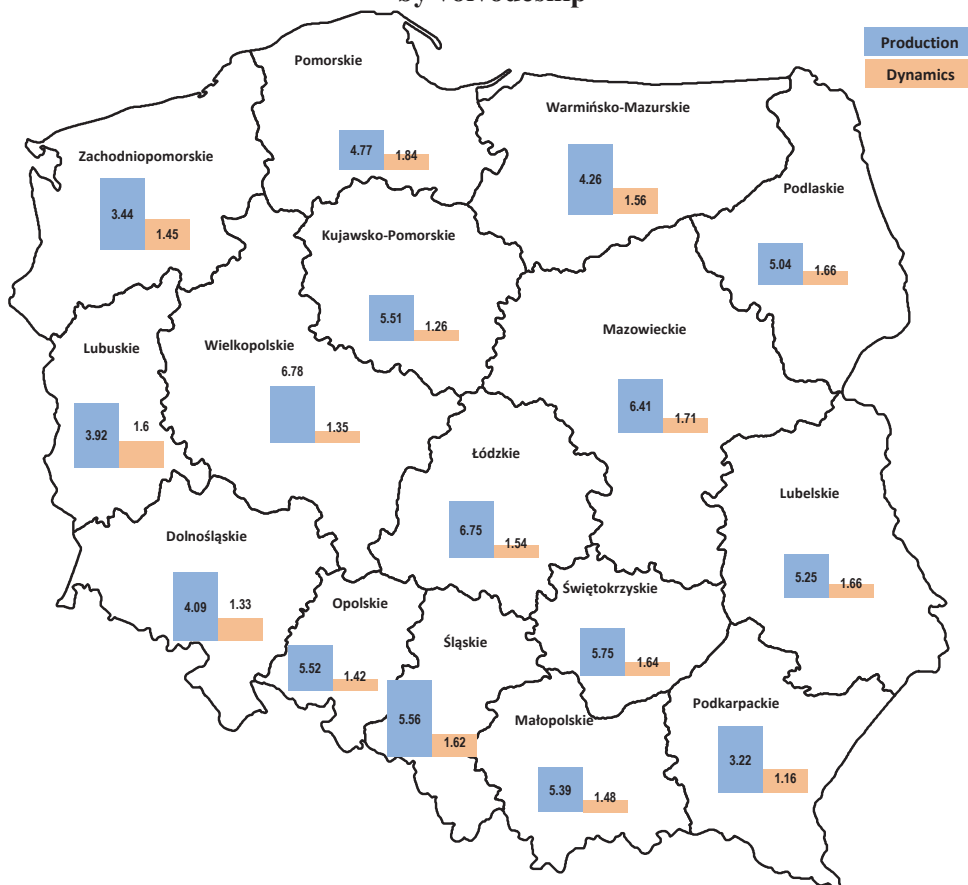 by voivodeship
Production
Dynamics
Pomorskie
4.77
1.84
Warmińsko-Mazurskie
4.26
1.56
Zachodniopomorskie
3.44
1.45
Podlaskie
5.04
1.66
Kujawsko-Pomorskie
5.51
1.26
Mazowieckie
6.41
1.71
Lubuskie
3.92
1.6
Wielkopolskie
6.78
1.35
Łódzkie
6.75
1.54
Lubelskie
5.25
1.66
Dolnośląskie
4.09
1.33
Opolskie
5.52
1.42
Śląskie
5.56
1.62
Świętokrzyskie
5.75
1.64
Małopolskie
5.39
1.48
Podkarpackie
3.22
1.16